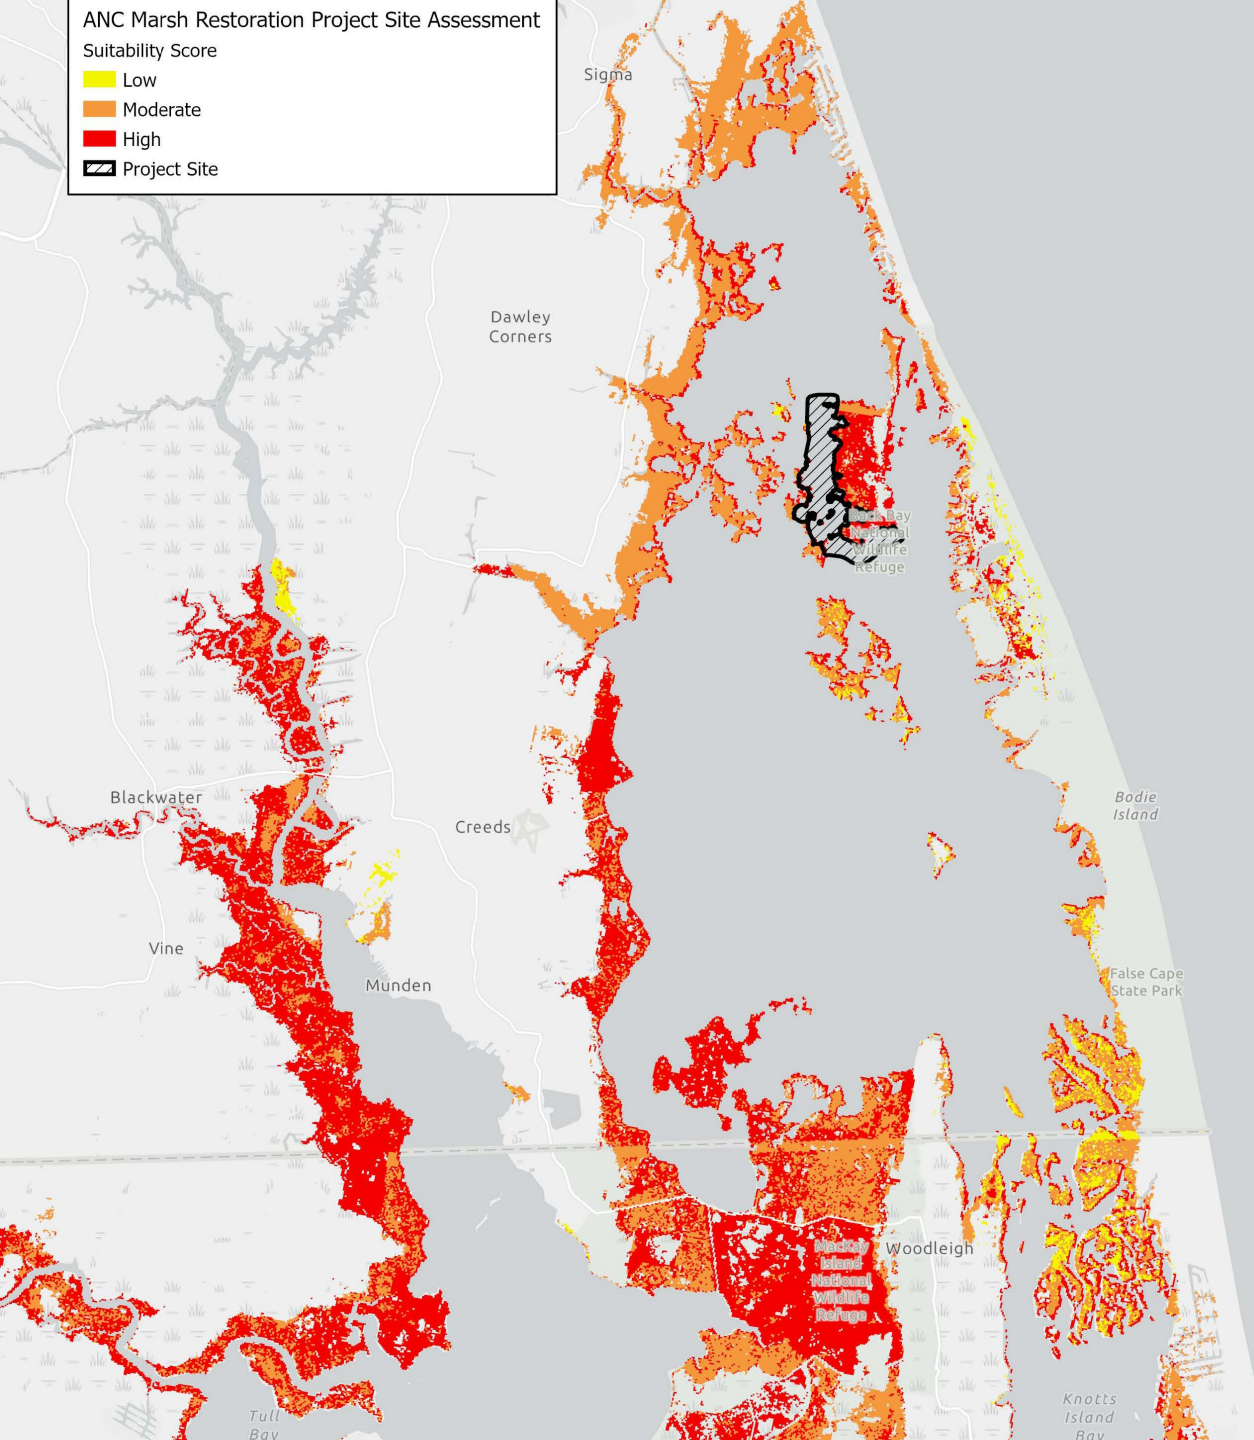 ANC Marsh Restoration Project Site Assessment
Suitability Score
Low
Moderate
High
Project Site
Sigma
Dawley
Corners
Back Bay
National
Wildlife
Refuge
Blackwater
Creeds
Bodie
Island
Vine
Munden
False Cape
State Park
MacKay
Island
National
Wildlife
Refuge
Woodleigh
Tull
Bay
Knotts
Island
Bay